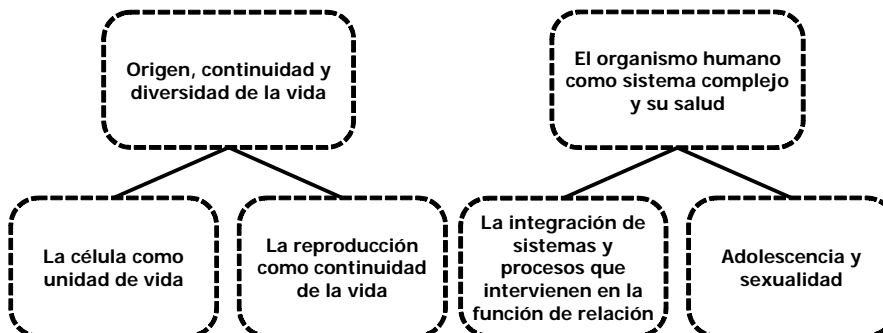 Origen, continuidad y
diversidad de la vida
El organismo humano
como sistema complejo
y su salud
La célula como
unidad de vida
La reproducción
como continuidad
de la vida
La integración de
sistemas y
procesos que
intervienen en la
función de relación
Adolescencia y
sexualidad